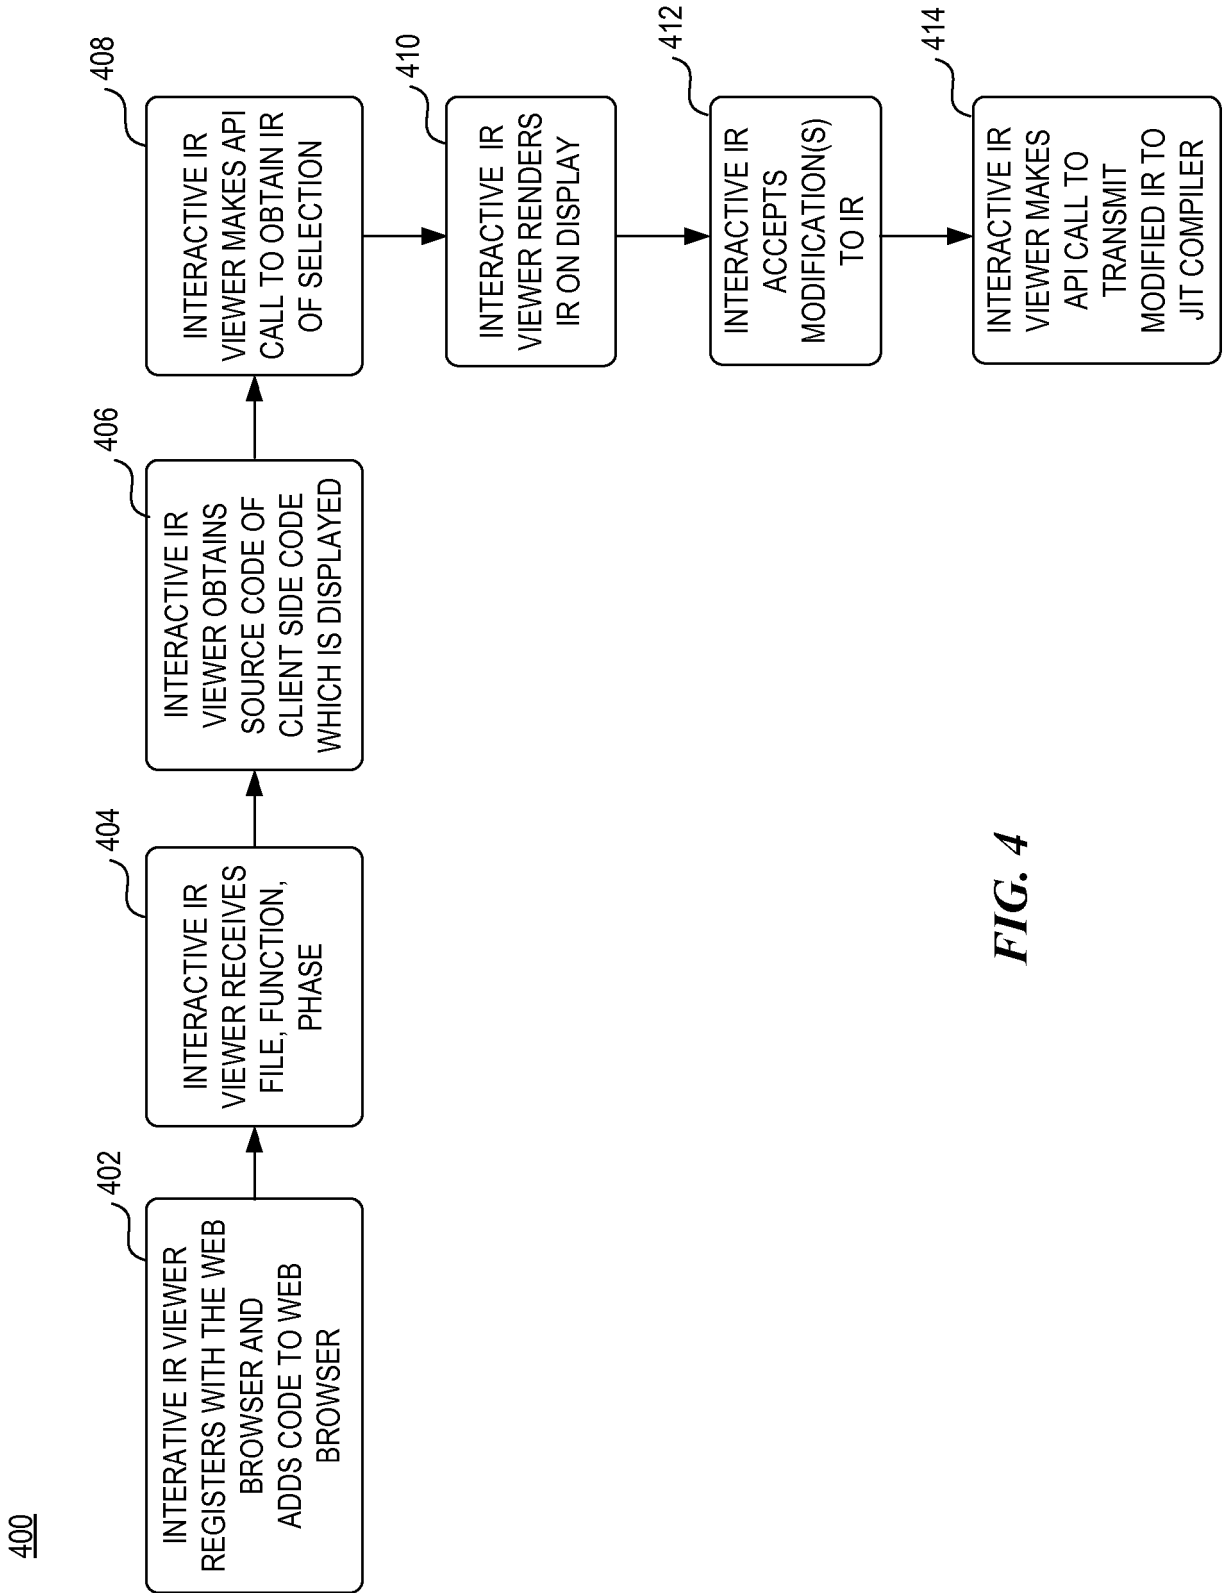 400
402
INTERATIVE IR VIEWER
REGISTERS WITH THE WEB
BROWSER AND
ADDS CODE TO WEB
BROWSER
404
INTERACTIVE IR
VIEWER RECEIVES
FILE, FUNCTION,
PHASE
406
INTERACTIVE IR
VIEWER OBTAINS
SOURCE CODE OF
CLIENT SIDE CODE
WHICH IS DISPLAYED
408
INTERACTIVE IR
VIEWER MAKES API
CALL TO OBTAIN IR
OF SELECTION
410
INTERACTIVE IR
VIEWER RENDERS
IR ON DISPLAY
412
INTERACTIVE IR
ACCEPTS
MODIFICATION(S)
TO IR
414
INTERACTIVE IR
VIEWER MAKES
API CALL TO
TRANSMIT
MODIFIED IR TO
JIT COMPILER
FIG. 4